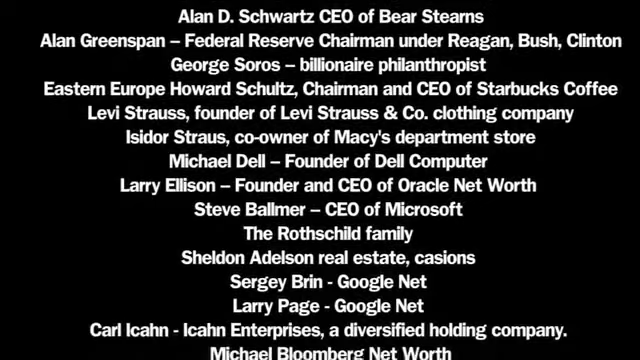 Alan D. Schwartz CEO of Bear Stearns
Alan Greenspan – Federal Reserve Chairman under Reagan, Bush, Clinton
George Soros – billionaire philanthropist
Eastern Europe Howard Schultz, Chairman and CEO of Starbucks Coffee
Levi Strauss, founder of Levi Strauss & Co. clothing company
Isidor Straus, co-owner of Macy's department store
Michael Dell – Founder of Dell Computer
Larry Ellison – Founder and CEO of Oracle Net Worth
Steve Ballmer – CEO of Microsoft
The Rothschild family
Sheldon Adelson real estate, casions
Sergey Brin - Google Net
Larry Page - Google Net
Carl Icahn - Icahn Enterprises, a diversified holding company.
Michael Bloomberg Net Worth